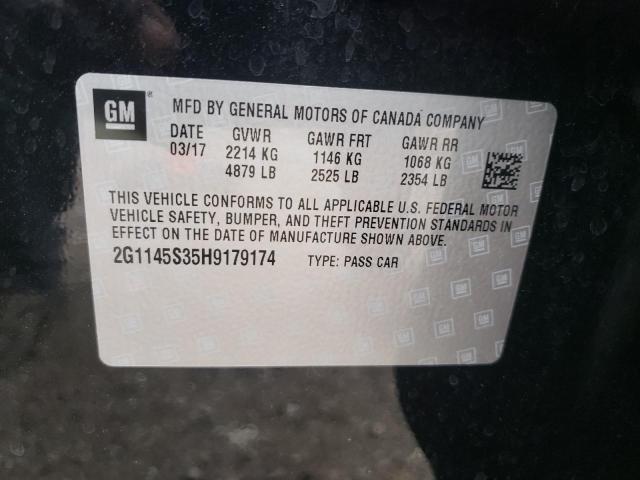 GM ®
MFD BY GENERAL MOTORS OF CANADA COMPANY
DATE GVWR GAWR FRT GAWR RR
03/17 2214 KG 1146 KG 1068 KG
4879 LB 2525 LB 2354 LB
THIS VEHICLE CONFORMS TO ALL APPLICABLE U.S. FEDERAL MOTOR
VEHICLE SAFETY, BUMPER, AND THEFT PREVENTION STANDARDS IN
EFFECT ON THE DATE OF MANUFACTURE SHOWN ABOVE.
2G1145S35H9179174 TYPE: PASS CAR